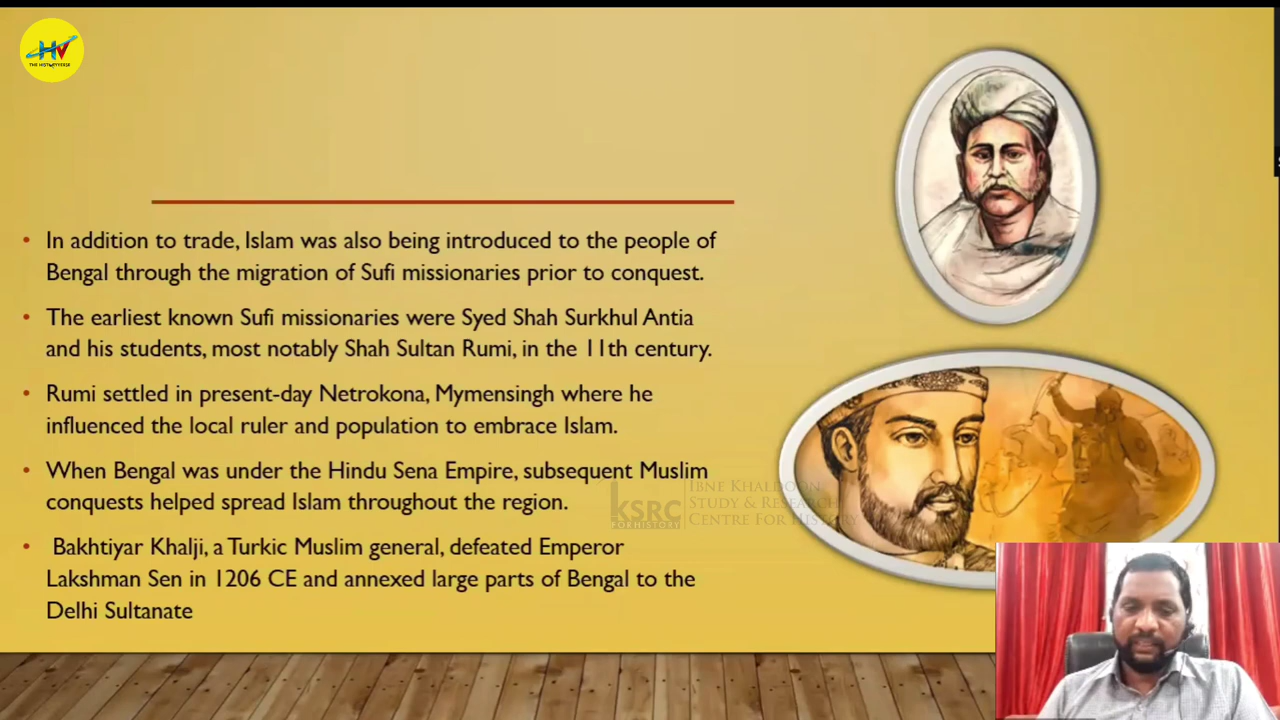 HV
THE HISTORYVERSE
• In addition to trade, Islam was also being introduced to the people of
Bengal through the migration of Sufi missionaries prior to conquest.
• The earliest known Sufi missionaries were Syed Shah Surkhul Antia
and his students, most notably Shah Sultan Rumi, in the 11th century.
• Rumi settled in present-day Netrokona, Mymensingh where he
influenced the local ruler and population to embrace Islam.
• When Bengal was under the Hindu Sena Empire, subsequent Muslim
conquests helped spread Islam throughout the region.
• Bakhtiyar Khalji, a Turkic Muslim general, defeated Emperor
Lakshman Sen in 1206 CE and annexed large parts of Bengal to the
Delhi Sultanate
KSRC
FOR HISTORY
IBNE KHALDOON
STUDY & RESEARCH
CENTRE FOR HISTORY